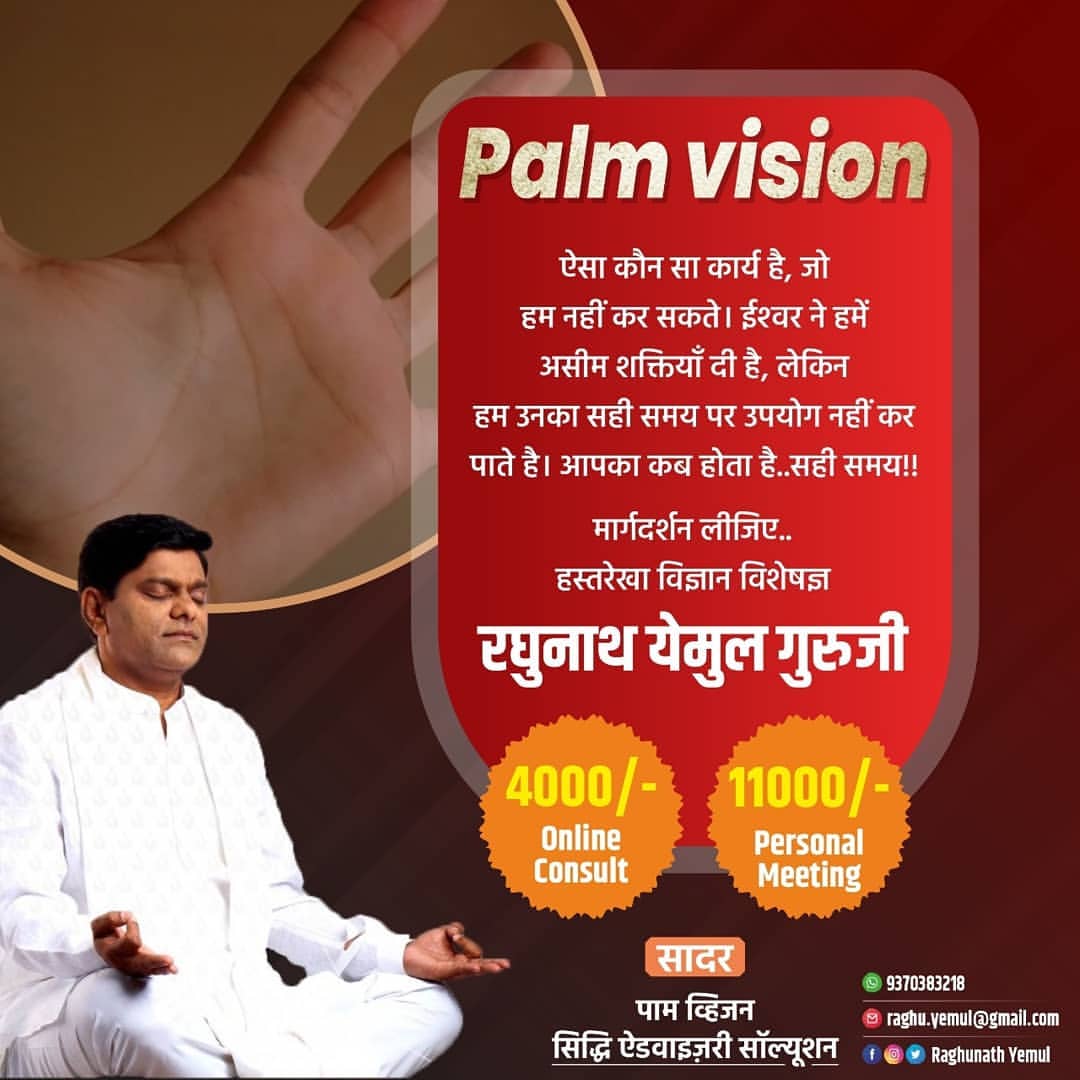 Palm vision
ऐसा कौन सा कार्य है, जो
हम नहीं कर सकते। ईश्वर ने हमें
असीम शक्तियाँ दी है, लेकिन
हम उनका सही समय पर उपयोग नहीं कर
पाते है। आपका कब होता है..सही समय!!
मार्गदर्शन लीजिए..
हस्तरेखा विज्ञान विशेषज्ञ
रघुनाथ येमुल गुरुजी
4000/-
Online
Consult
11000/-
Personal
Meeting
सादर
पाम व्हिजन
सिद्धि ऐडवाइज़री सॉल्यूशन
9370383218
raghu.yemul@gmail.com
Raghunath Yemul